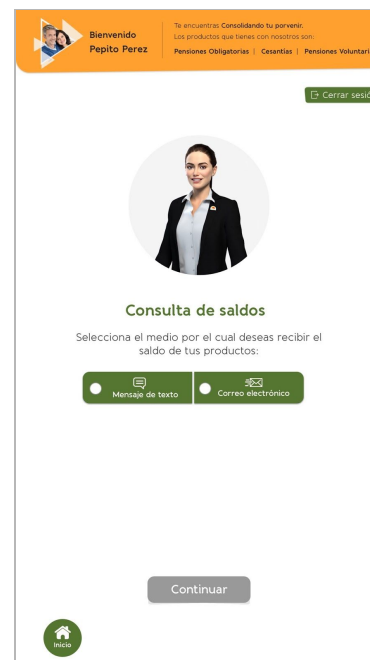 Bienvenido
Pepito Perez
Te encuentras Consolidando tu porvenir.
Los productos que tienes con nosotros son:
Pensiones Obligatorias | Cesantías | Pensiones Voluntari
Cerrar sesió
Consulta de saldos
Selecciona el medio por el cual deseas recibir el
saldo de tus productos:
Mensaje de texto
Correo electrónico
Continuar
Inicio